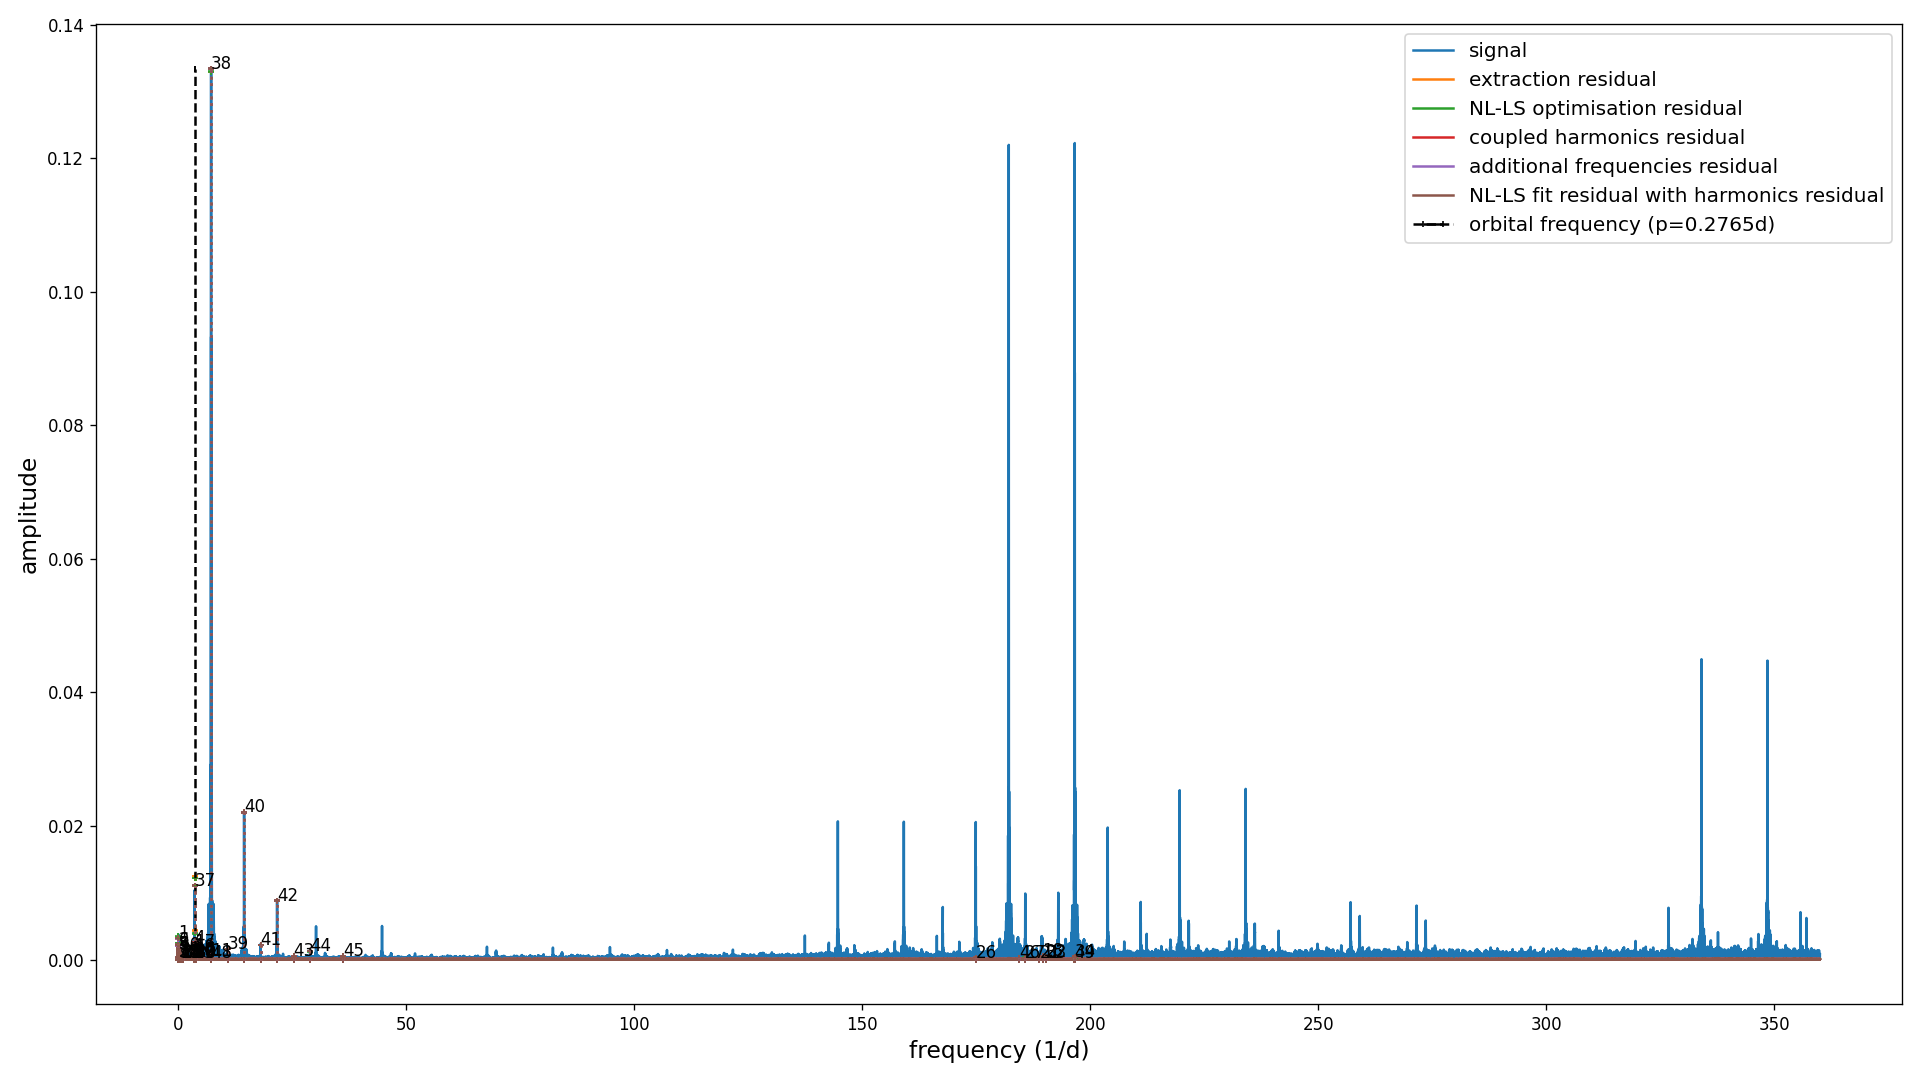 0.14
0.12
0.10
0.08
0.06
0.04
0.02
0.00
amplitude
0
50
100
150
200
250
300
350
frequency (1/d)
signal
extraction residual
NL-LS optimisation residual
coupled harmonics residual
additional frequencies residual
NL-LS fit residual with harmonics residual
orbital frequency (p=0.2765d)
38
37
40
42
39
41
43
44
45
26